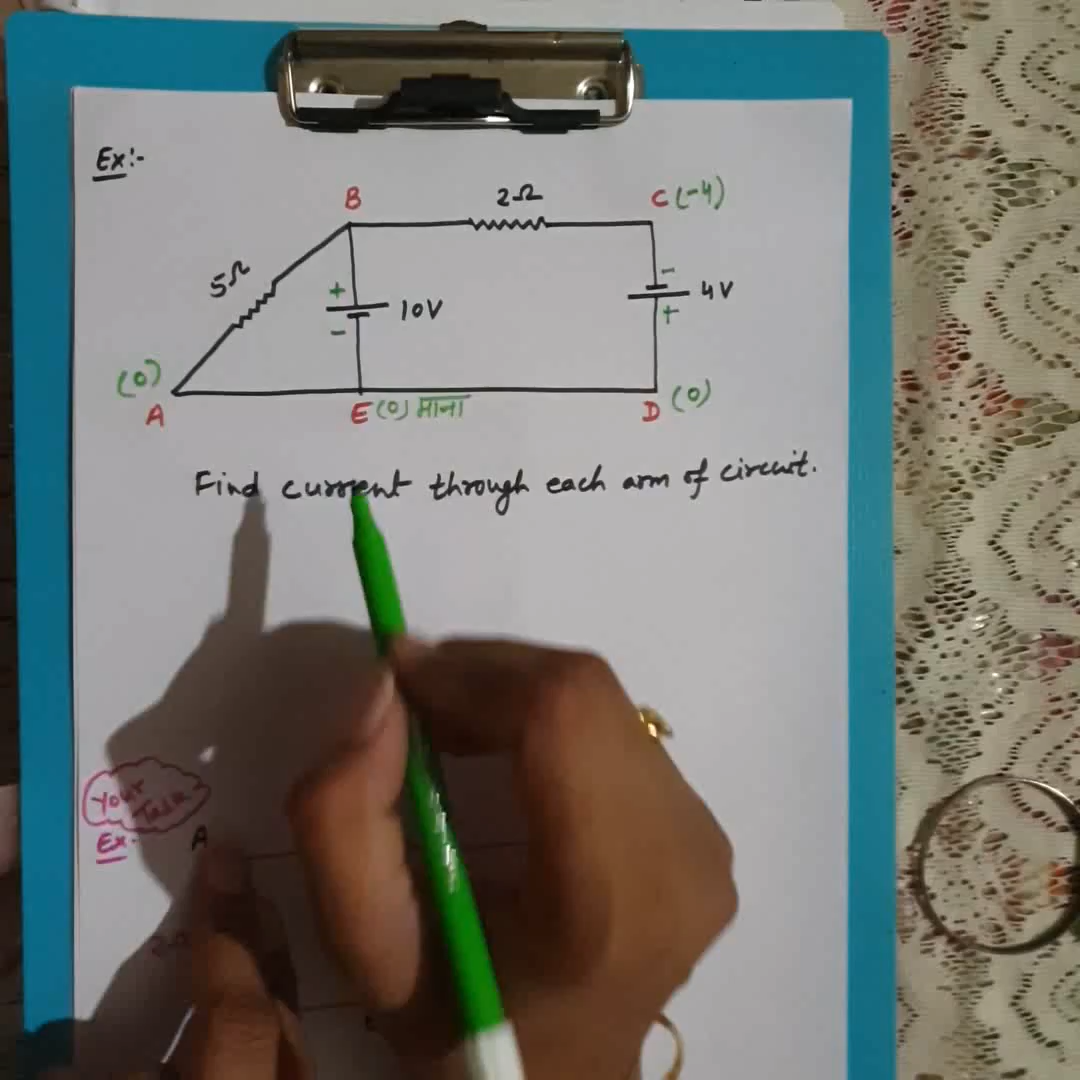 Ex:-
B
2Ω
C (-4)
5Ω
+
-
10V
-
+
4V
(0)
A
E (0) माना
D (0)
Find current through each arm of circuit.
Your Task
Ex:-
A
2Ω